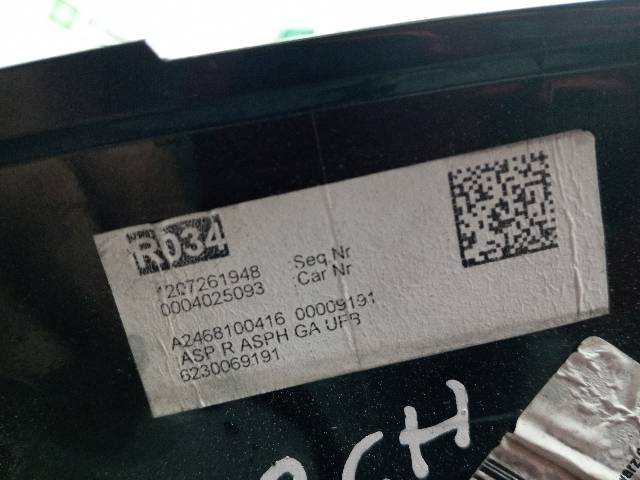 R034
1207261948 :Seq.Nr
0004025093 :Car Nr
A2468100416 00009191
ASP R ASPH GA UFB
6230069191